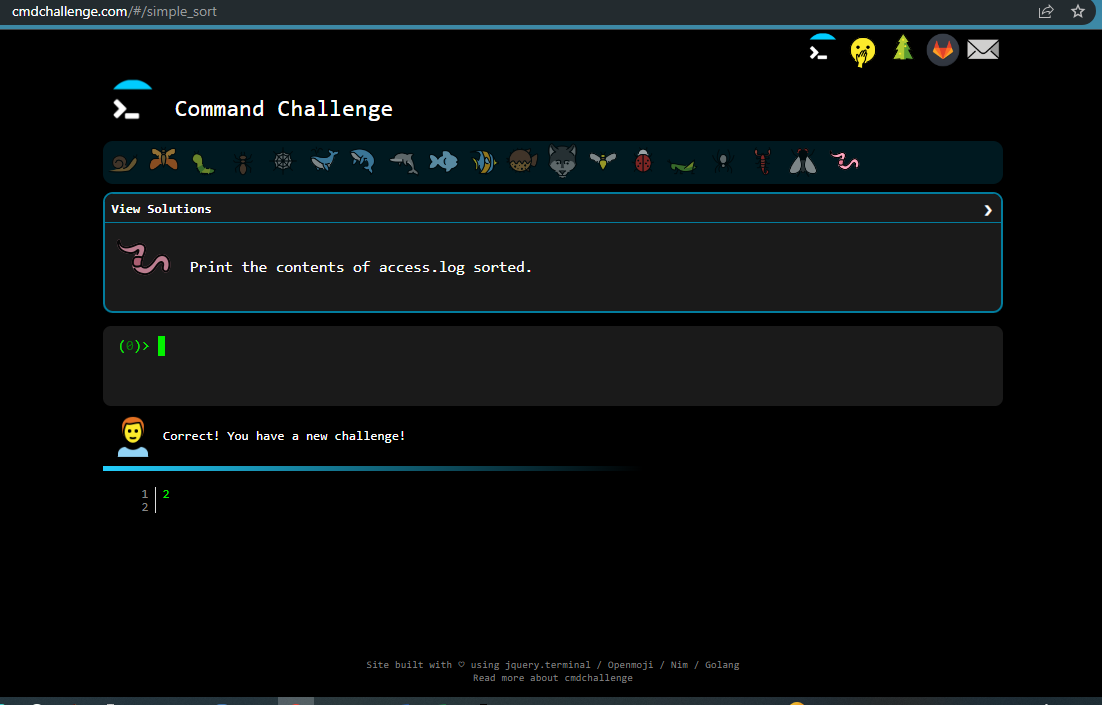 cmdchallenge.com/#/simple_sort
Command Challenge
View Solutions
Print the contents of access.log sorted.
(0)>
Correct! You have a new challenge!
1 2
2
Site built with ♡ using jquery.terminal / Openmoji / Nim / Golang
Read more about cmdchallenge